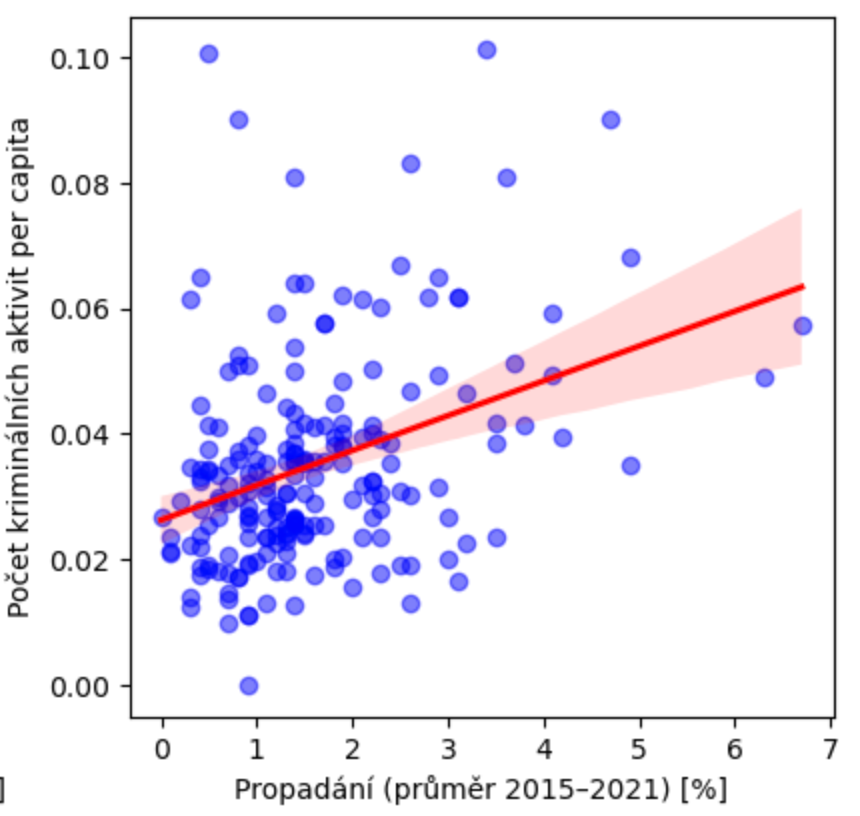 0.10
0.08
0.06
0.04
0.02
0.00
Počet kriminálních aktivit per capita
0 1 2 3 4 5 6 7
]
Propadání (průměr 2015–2021) [%]